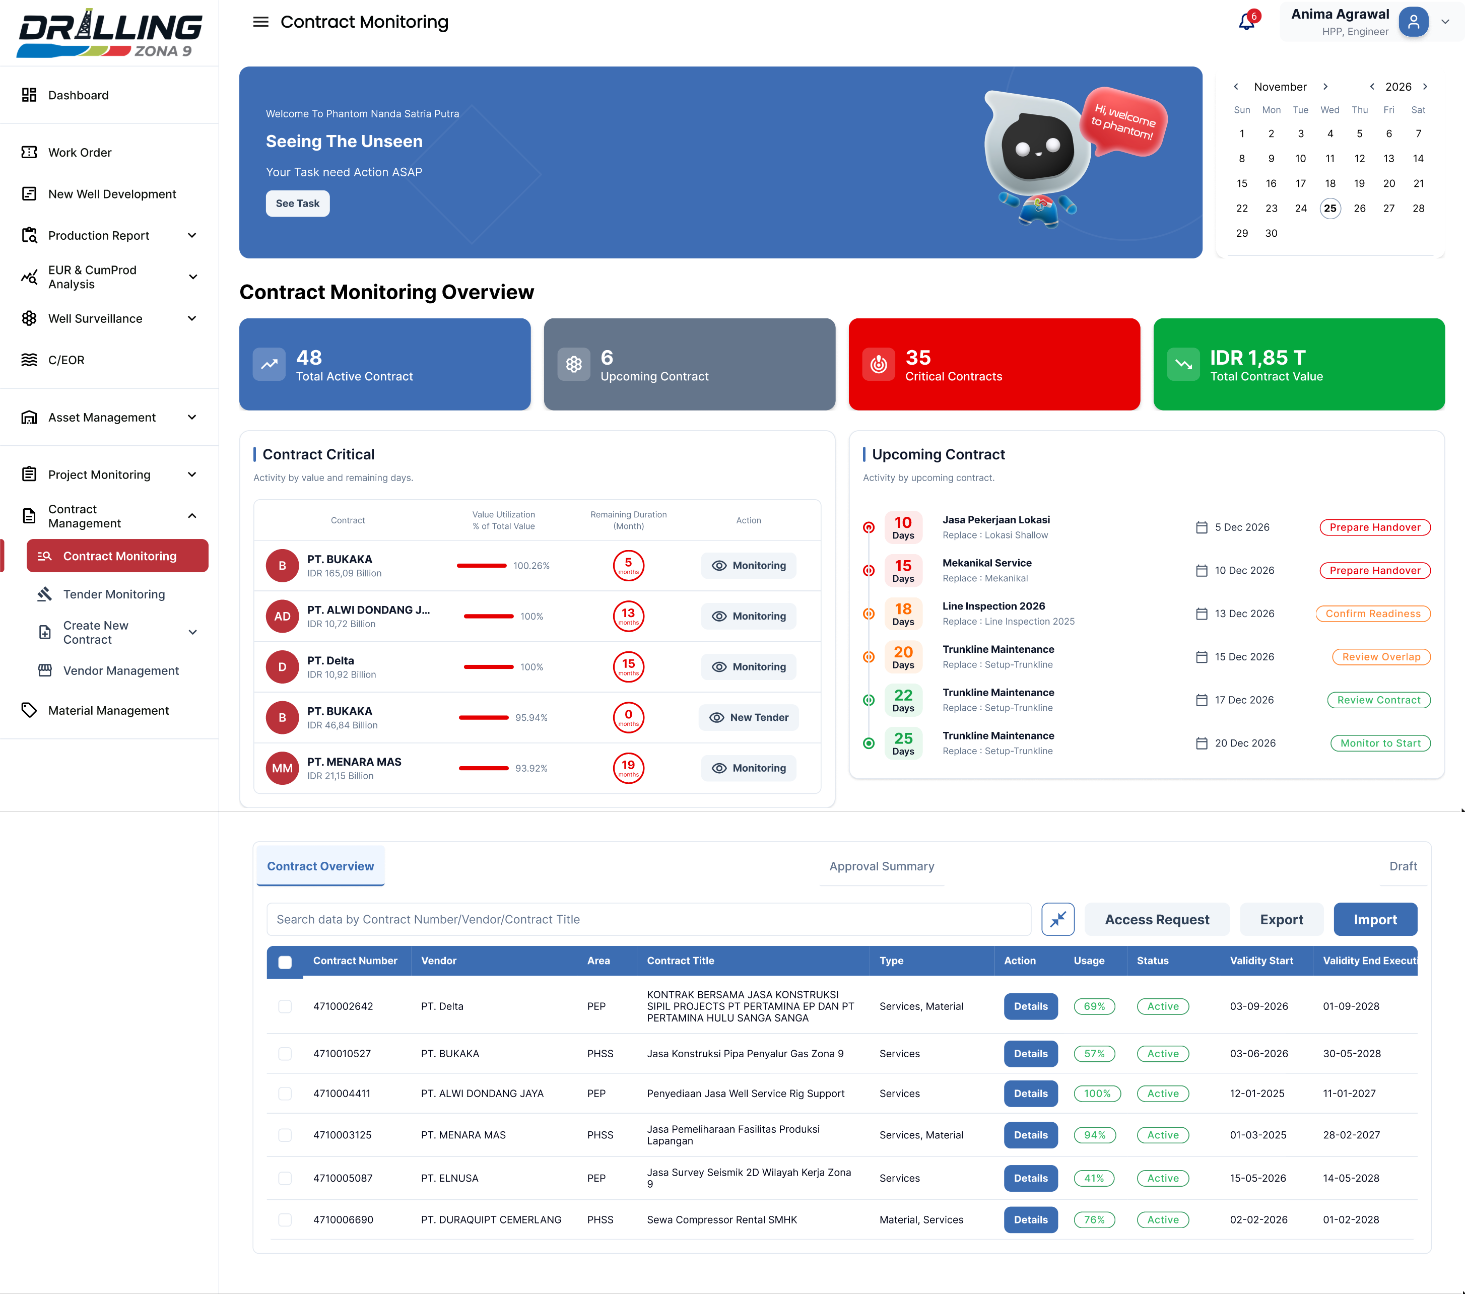 DRILLING
ZONA 9
Contract Monitoring
6
Anima Agrawal
HPP, Engineer
Dashboard
Work Order
New Well Development
Production Report
EUR & CumProd
Analysis
Well Surveillance
C/EOR
Asset Management
Project Monitoring
Contract
Management
Contract Monitoring
Tender Monitoring
Create New
Contract
Vendor Management
Material Management
Welcome To Phantom Nanda Satria Putra
Seeing The Unseen
Your Task need Action ASAP
See Task
Hi, welcome
to phantom!
November 2026
Sun Mon Tue Wed Thu Fri Sat
1 2 3 4 5 6 7
8 9 10 11 12 13 14
15 16 17 18 19 20 21
22 23 24 25 26 27 28
29 30
Contract Monitoring Overview
48
Total Active Contract
6
Upcoming Contract
35
Critical Contracts
IDR 1,85 T
Total Contract Value
Contract Critical
Activity by value and remaining days.
Contract
Value Utilization
% of Total Value
Remaining Duration
(Month)
Action
B
PT. BUKAKA
IDR 165,09 Billion
100.26%
5
months
Monitoring
AD
PT. ALWI DONDANG J...
IDR 10,72 Billion
100%
13
months
Monitoring
D
PT. Delta
IDR 10,92 Billion
100%
15
months
Monitoring
B
PT. BUKAKA
IDR 46,84 Billion
95.94%
0
months
New Tender
MM
PT. MENARA MAS
IDR 21,15 Billion
93.92%
19
months
Monitoring
Upcoming Contract
Activity by upcoming contract.
10
Days
Jasa Pekerjaan Lokasi
Replace : Lokasi Shallow
5 Dec 2026
Prepare Handover
15
Days
Mekanikal Service
Replace : Mekanikal
10 Dec 2026
Prepare Handover
18
Days
Line Inspection 2026
Replace : Line Inspection 2025
13 Dec 2026
Confirm Readiness
20
Days
Trunkline Maintenance
Replace : Setup-Trunkline
15 Dec 2026
Review Overlap
22
Days
Trunkline Maintenance
Replace : Setup-Trunkline
17 Dec 2026
Review Contract
25
Days
Trunkline Maintenance
Replace : Setup-Trunkline
20 Dec 2026
Monitor to Start
Contract Overview
Approval Summary
Draft
Search data by Contract Number/Vendor/Contract Title
Access Request
Export
Import
Contract Number Vendor Area Contract Title Type Action Usage Status Validity Start Validity End Executi
4710002642 PT. Delta PEP
KONTRAK BERSAMA JASA KONSTRUKSI
SIPIL PROJECTS PT PERTAMINA EP DAN PT
PERTAMINA HULU SANGA SANGA
Services, Material Details 69% Active 03-09-2026 01-09-2028
4710010527 PT. BUKAKA PHSS Jasa Konstruksi Pipa Penyalur Gas Zona 9 Services Details 57% Active 03-06-2026 30-05-2028
4710004411 PT. ALWI DONDANG JAYA PEP Penyediaan Jasa Well Service Rig Support Services Details 100% Active 12-01-2025 11-01-2027
4710003125 PT. MENARA MAS PHSS
Jasa Pemeliharaan Fasilitas Produksi
Lapangan
Services, Material Details 94% Active 01-03-2025 28-02-2027
4710005087 PT. ELNUSA PEP
Jasa Survey Seismik 2D Wilayah Kerja Zona
9
Services Details 41% Active 15-05-2026 14-05-2028
4710006690 PT. DURAQUIPT CEMERLANG PHSS Sewa Compressor Rental SMHK Material, Services Details 76% Active 02-02-2026 01-02-2028